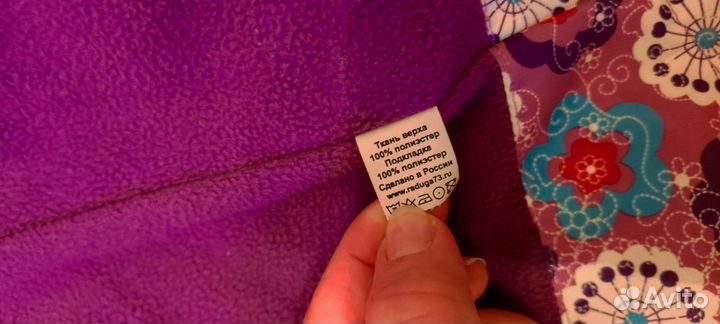 Ткань верха
100% полиэстер
Подкладка
100% полиэстер
Сделано в России
www.raduga73.ru
Avito